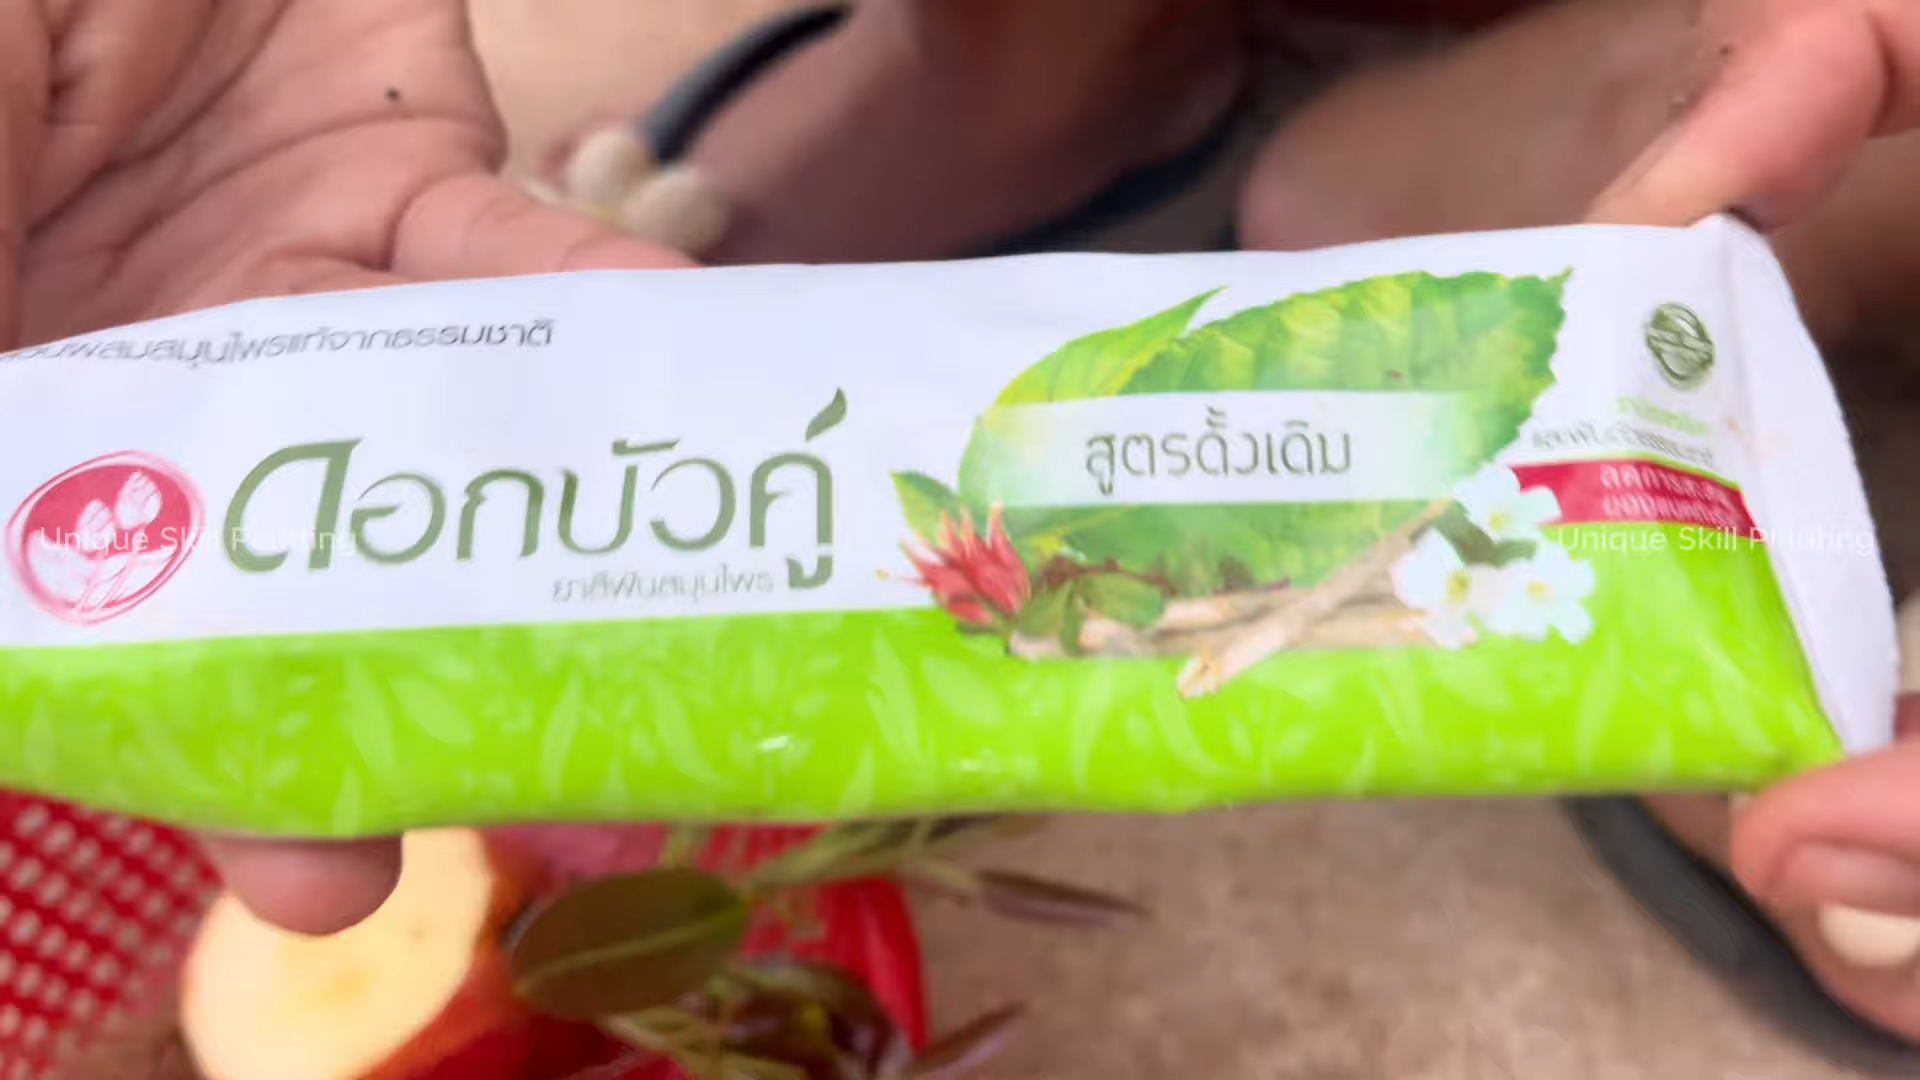 ผสมสมุนไพรแท้จากธรรมชาติ
ดอกบัวคู่
ยาสีฟันสมุนไพร
สูตรดั้งเดิม
Unique Skill Planting
Unique Skill Planting